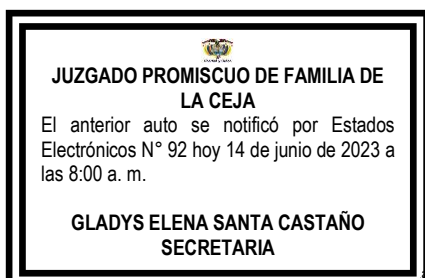 JUZGADO PROMISCUO DE FAMILIA DE
LA CEJA
El anterior auto se notificó por Estados
Electrónicos N° 92 hoy 14 de junio de 2023 a
las 8:00 a. m.
GLADYS ELENA SANTA CASTAÑO
SECRETARIA